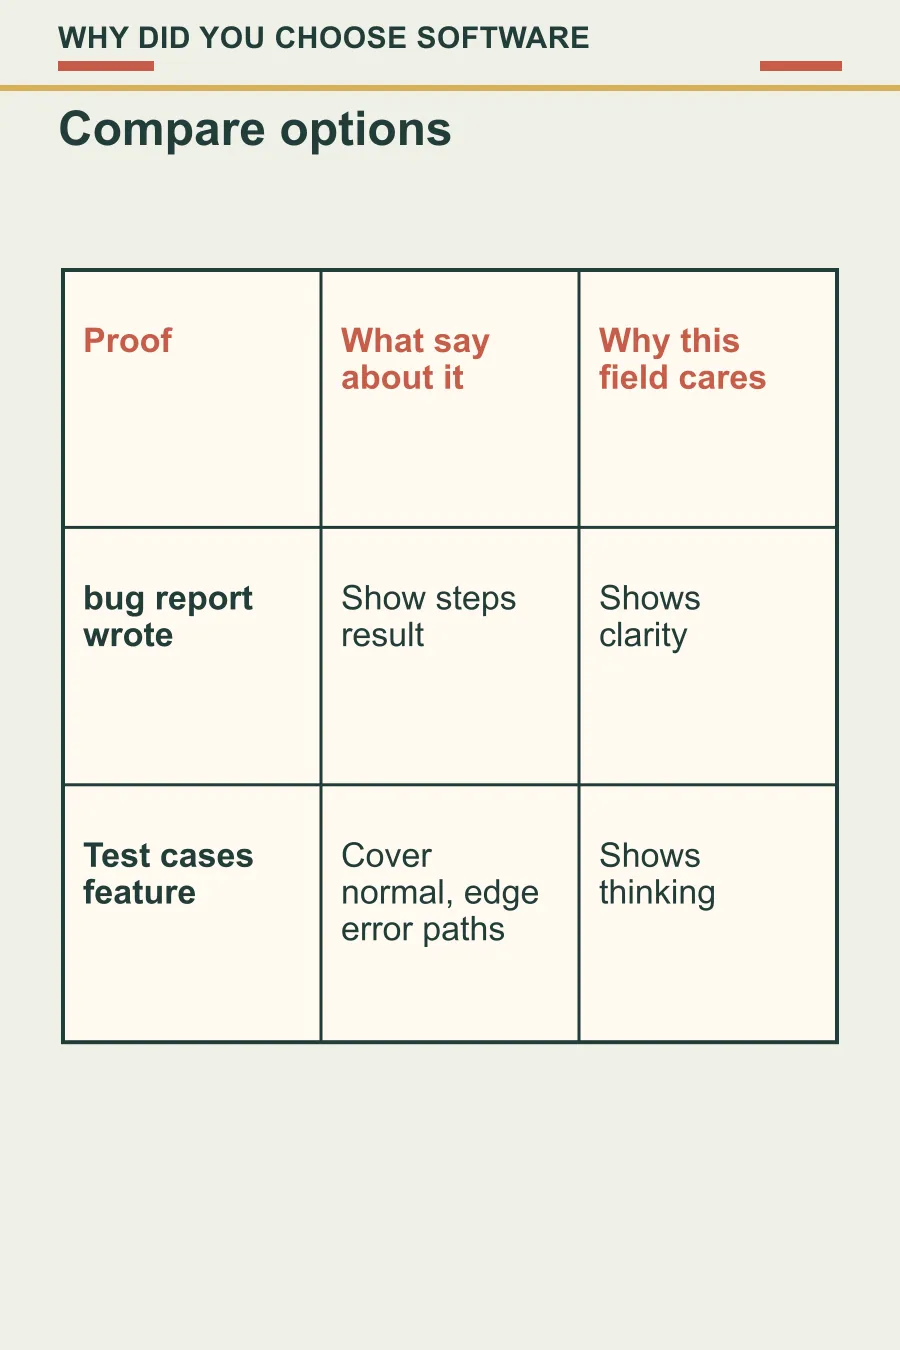 WHY DID YOU CHOOSE SOFTWARE
Compare options
Proof
What say
about it
Why this
field cares
bug report
wrote
Show steps
result
Shows
clarity
Test cases
feature
Cover
normal, edge
error paths
Shows
thinking